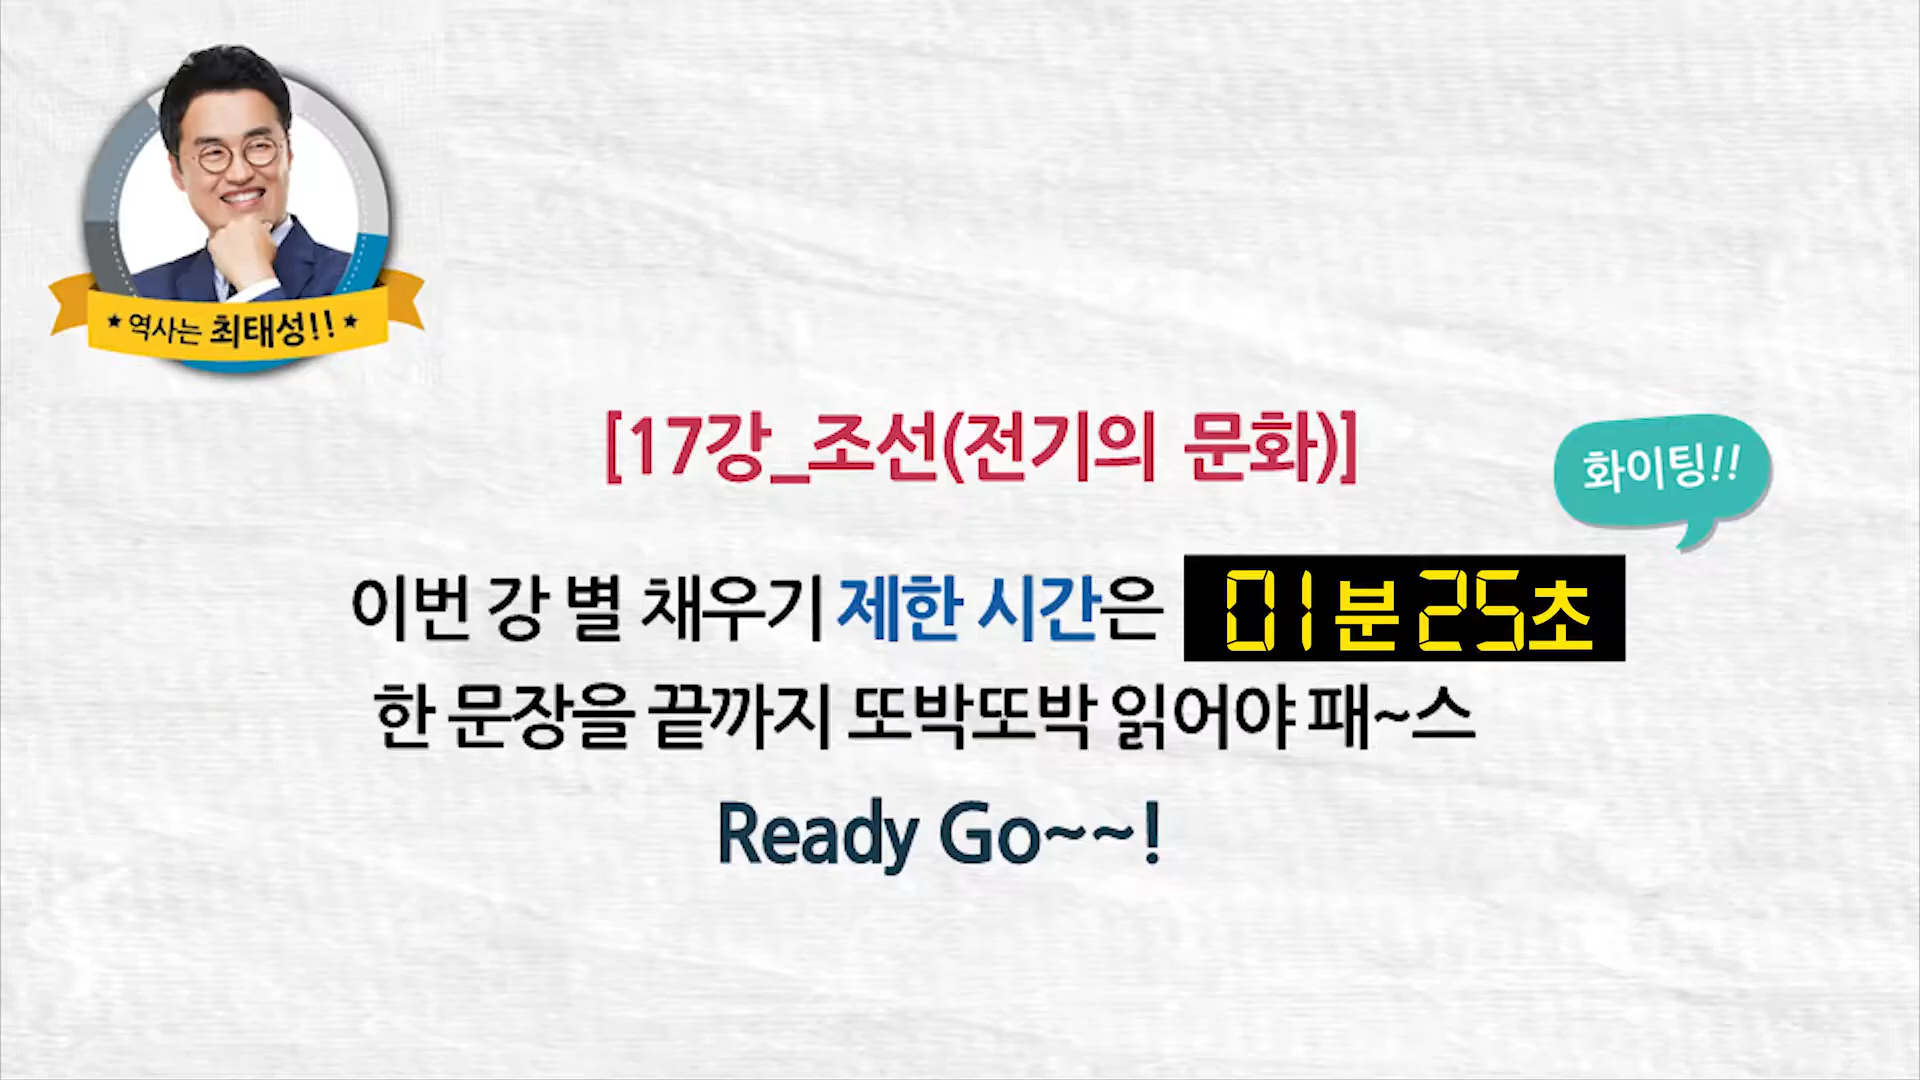 ★역사는 최태성!!★
[17강_조선(전기의 문화)]
화이팅!!
이번 강 별 채우기 제한 시간은 01분 25초
한 문장을 끝까지 또박또박 읽어야 패~스
Ready Go~~!